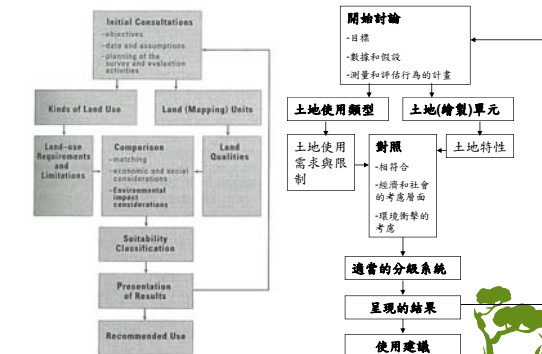 Initial Consultations
-objectives
-data and assumptions
-planning of the
survey and evaluation
activities
Kinds of Land Use
Land (Mapping) Units
Land-use
Requirements
and
Limitations
Comparison
-matching
-economic and social
considerations
-Environmental
impact
considerations
Land
Qualities
Suitability
Classification
Presentation
of Results
Recommended Use
開始討論
-目標
-數據和假設
-測量和評估行為的計畫
土地使用類型
土地(繪製)單元
土地使用
需求與限
制
對照
-相符合
-經濟和社會
的考慮層面
-環境衝擊的
考慮
土地特性
適當的分級系統
呈現的結果
使用建議